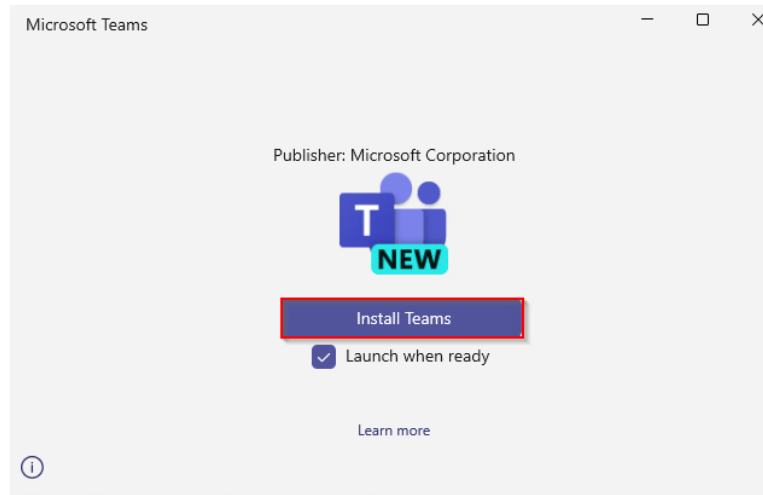 Microsoft Teams
Publisher: Microsoft Corporation
T
NEW
Install Teams
Launch when ready
Learn more